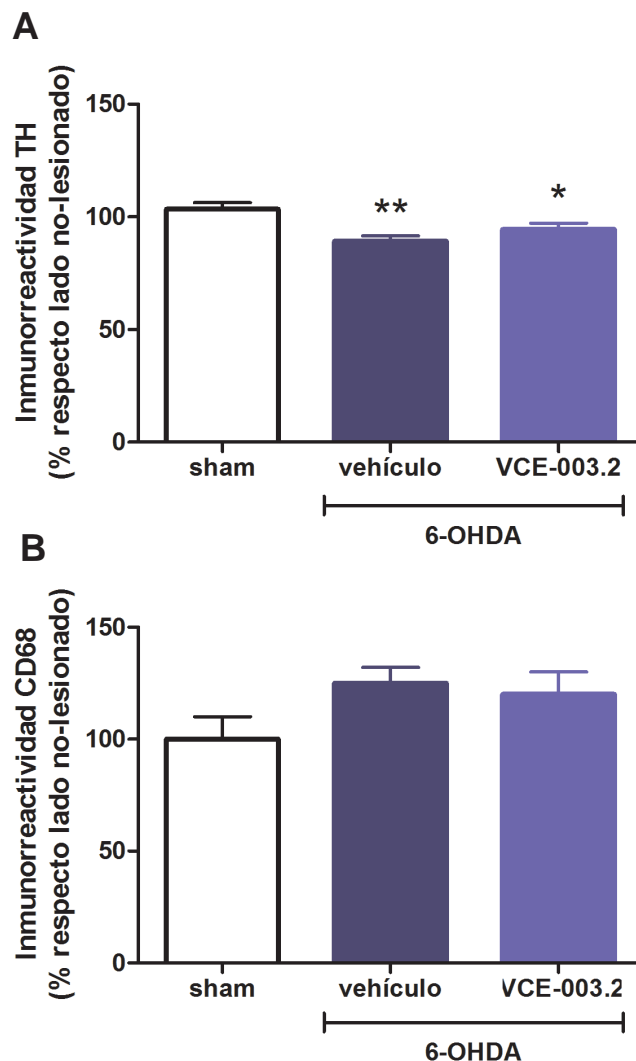 A
Inmunorreactividad TH
(% respecto lado no-lesionado)
150
100
50
0
**
*
sham
vehículo
VCE-003.2
6-OHDA
B
Inmunorreactividad CD68
(% respecto lado no-lesionado)
150
100
50
0
sham
vehículo
VCE-003.2
6-OHDA